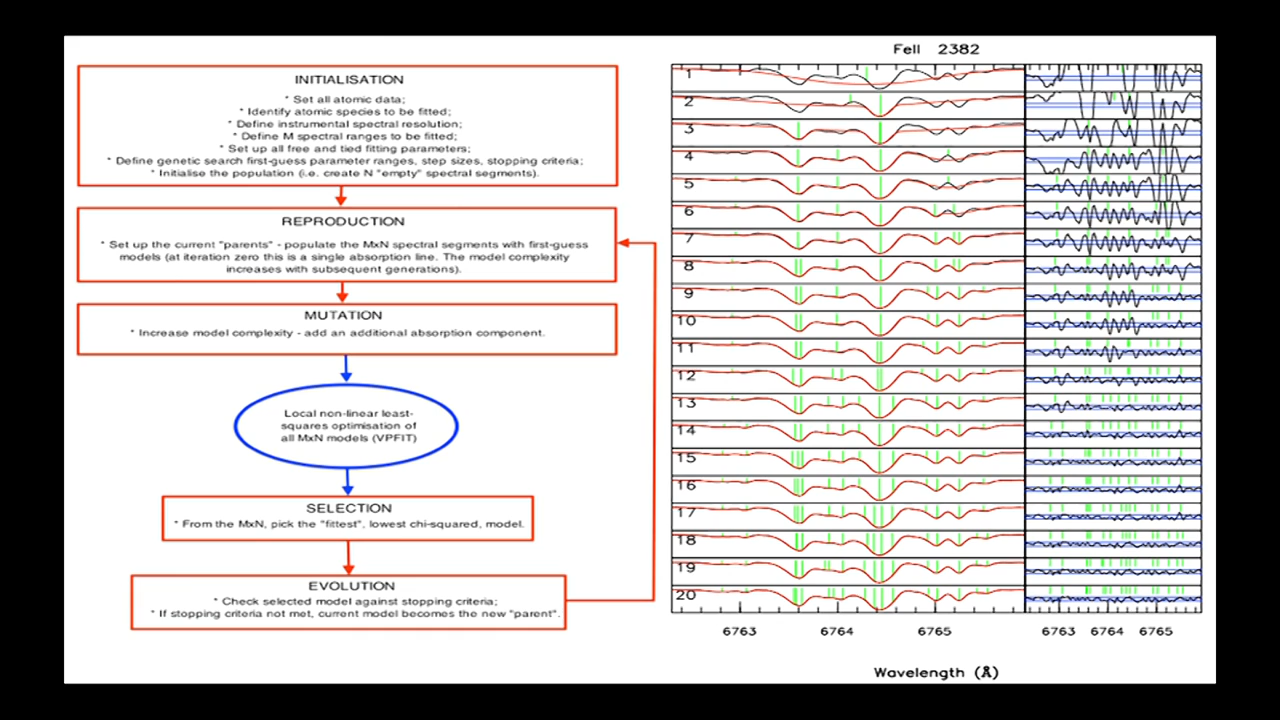 INITIALISATION
* Set all atomic data;
* Identify atomic species to be fitted;
* Define instrumental spectral resolution;
* Define M spectral ranges to be fitted;
* Set up all free and tied fitting parameters;
* Define genetic search first-guess parameter ranges, step sizes, stopping criteria;
* Initialise the population (i.e. create N "empty" spectral segments).
REPRODUCTION
* Set up the current "parents" - populate the MxN spectral segments with first-guess
models (at iteration zero this is a single absorption line. The model complexity
increases with subsequent generations).
MUTATION
* Increase model complexity - add an additional absorption component.
Local non-linear least-
squares optimisation of
all MxN models (VPFIT)
SELECTION
* From the MxN, pick the "fittest", lowest chi-squared, model.
EVOLUTION
* Check selected model against stopping criteria;
* If stopping criteria not met, current model becomes the new "parent".
FeII 2382
1
2
3
4
5
6
7
8
9
10
11
12
13
14
15
16
17
18
19
20
6763 6764 6765 6763 6764 6765
Wavelength (Å)